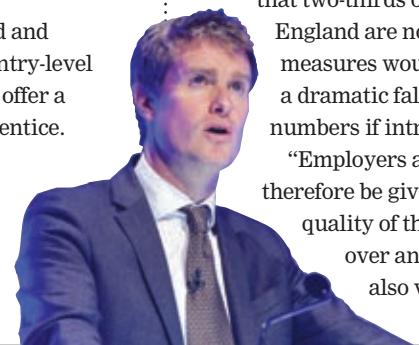 d and
ntry-level
offer a
entice.
that two-thirds o
England are no
measures wou
a dramatic fal
numbers if intr
“Employers a
therefore be giv
quality of th
over an
also v